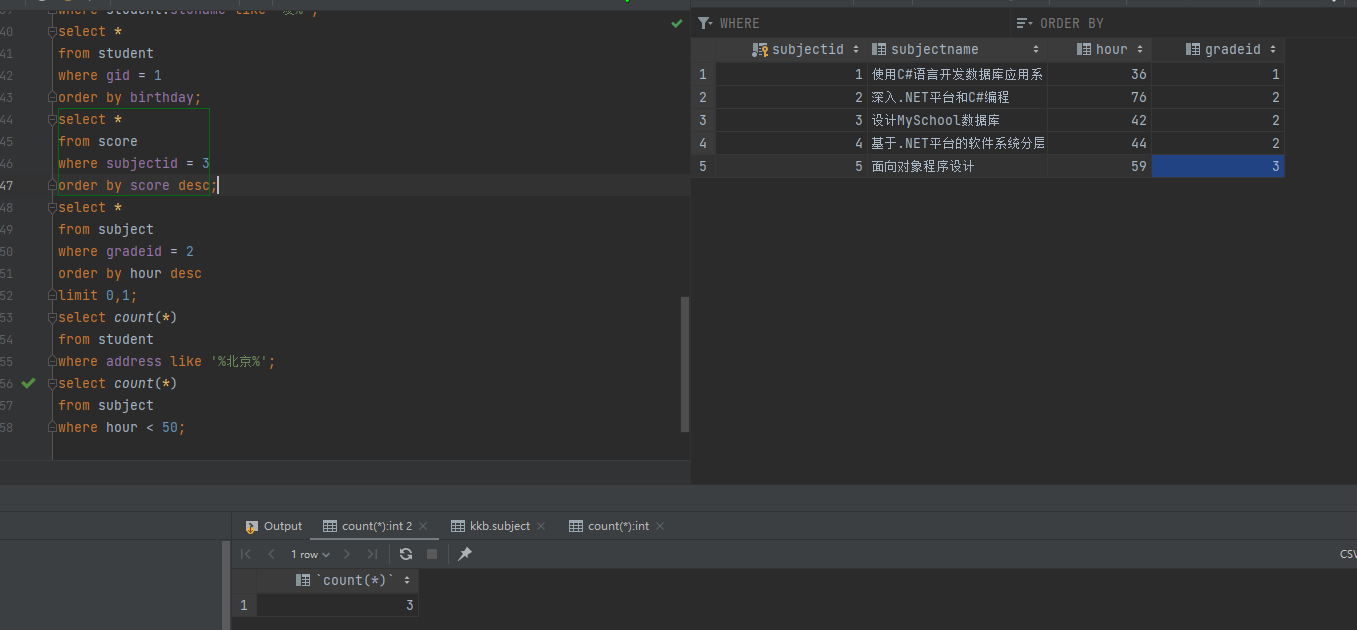 where student.stuname like
40 select *
41 from student
42 where gid = 1
43 order by birthday;
44 select *
45 from score
46 where subjectid = 3
47 order by score desc;
48 select *
49 from subject
50 where gradeid = 2
51 order by hour desc
52 limit 0,1;
53 select count(*)
54 from student
55 where address like '%北京%';
56 select count(*)
57 from subject
58 where hour < 50;
WHERE ORDER BY
subjectid subjectname hour gradeid
1 1 使用C#语言开发数据库应用系 36 1
2 2 深入.NET平台和C#编程 76 2
3 3 设计MySchool数据库 42 2
4 4 基于.NET平台的软件系统分层 44 2
5 5 面向对象程序设计 59 3
Output count(*):int 2 kkb.subject count(*):int
1 row CSV
`count(*)`
1 3